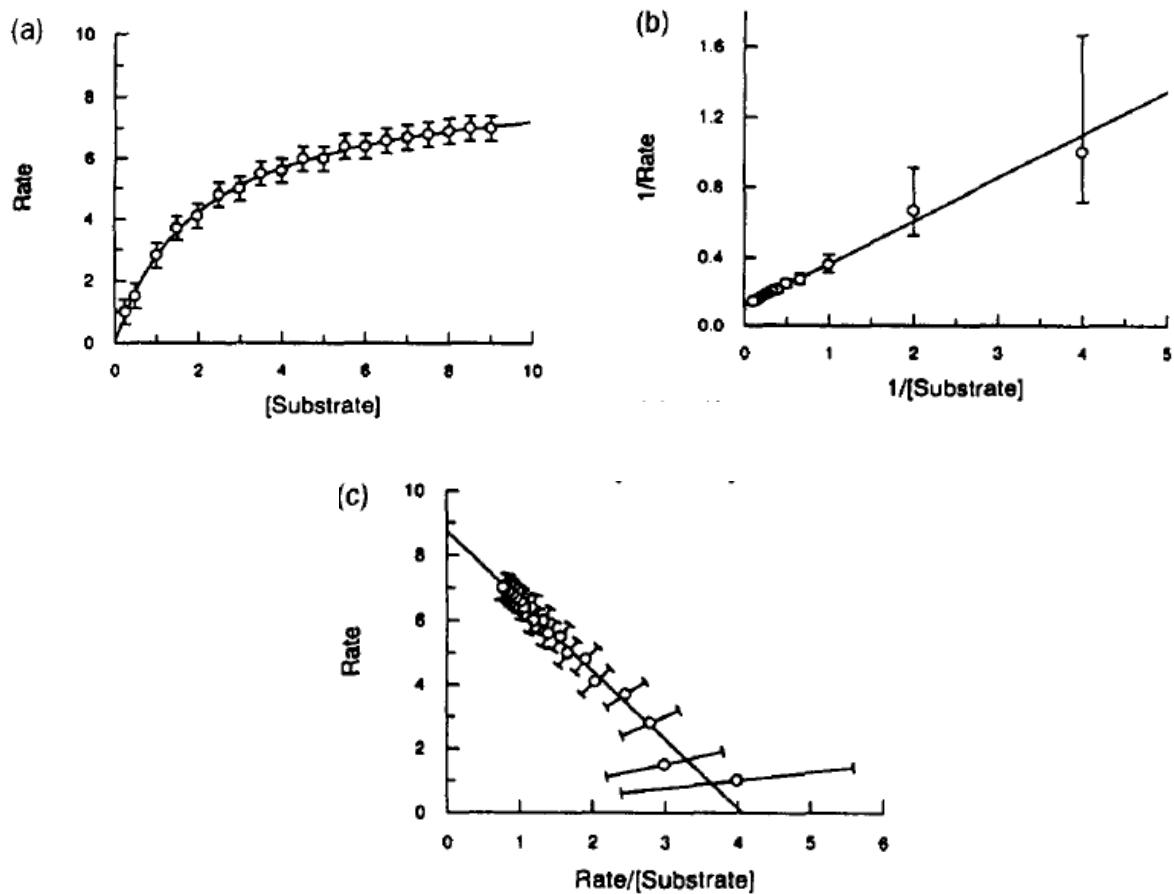 (a)
10
8
6
4
2
0
Rate
0 2 4 6 8 10
[Substrate]
(b)
1.6
1.2
0.8
0.4
0.0
1/Rate
0 1 2 3 4 5
1/[Substrate]
(c)
10
8
6
4
2
0
Rate
0 1 2 3 4 5 6
Rate/[Substrate]